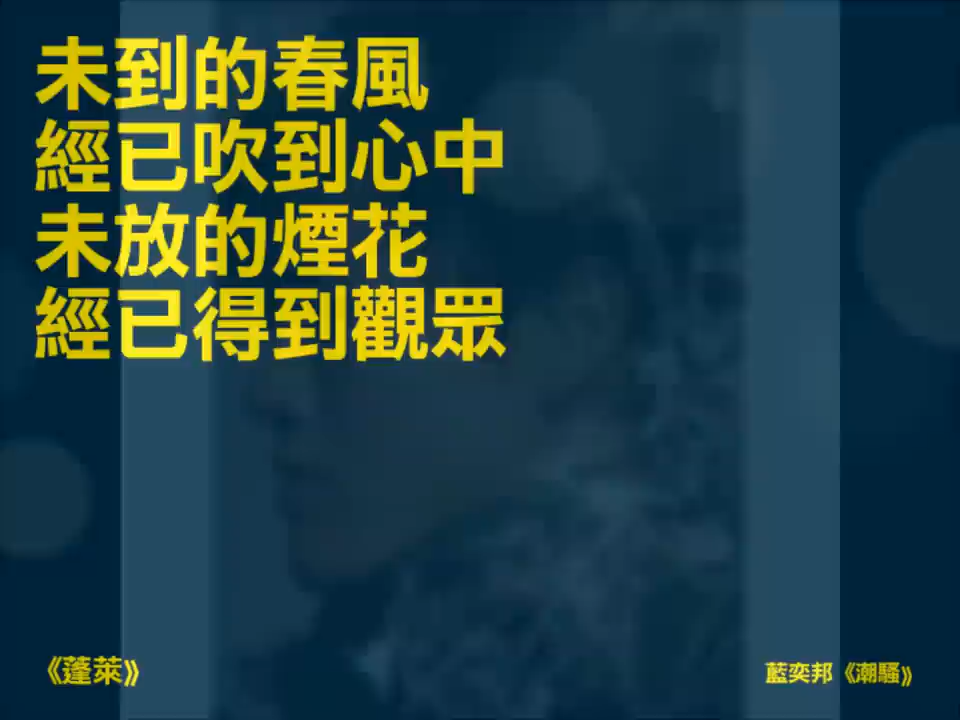 未到的春風
經已吹到心中
未放的煙花
經已得到觀眾
《蓬萊》
藍奕邦《潮騷》